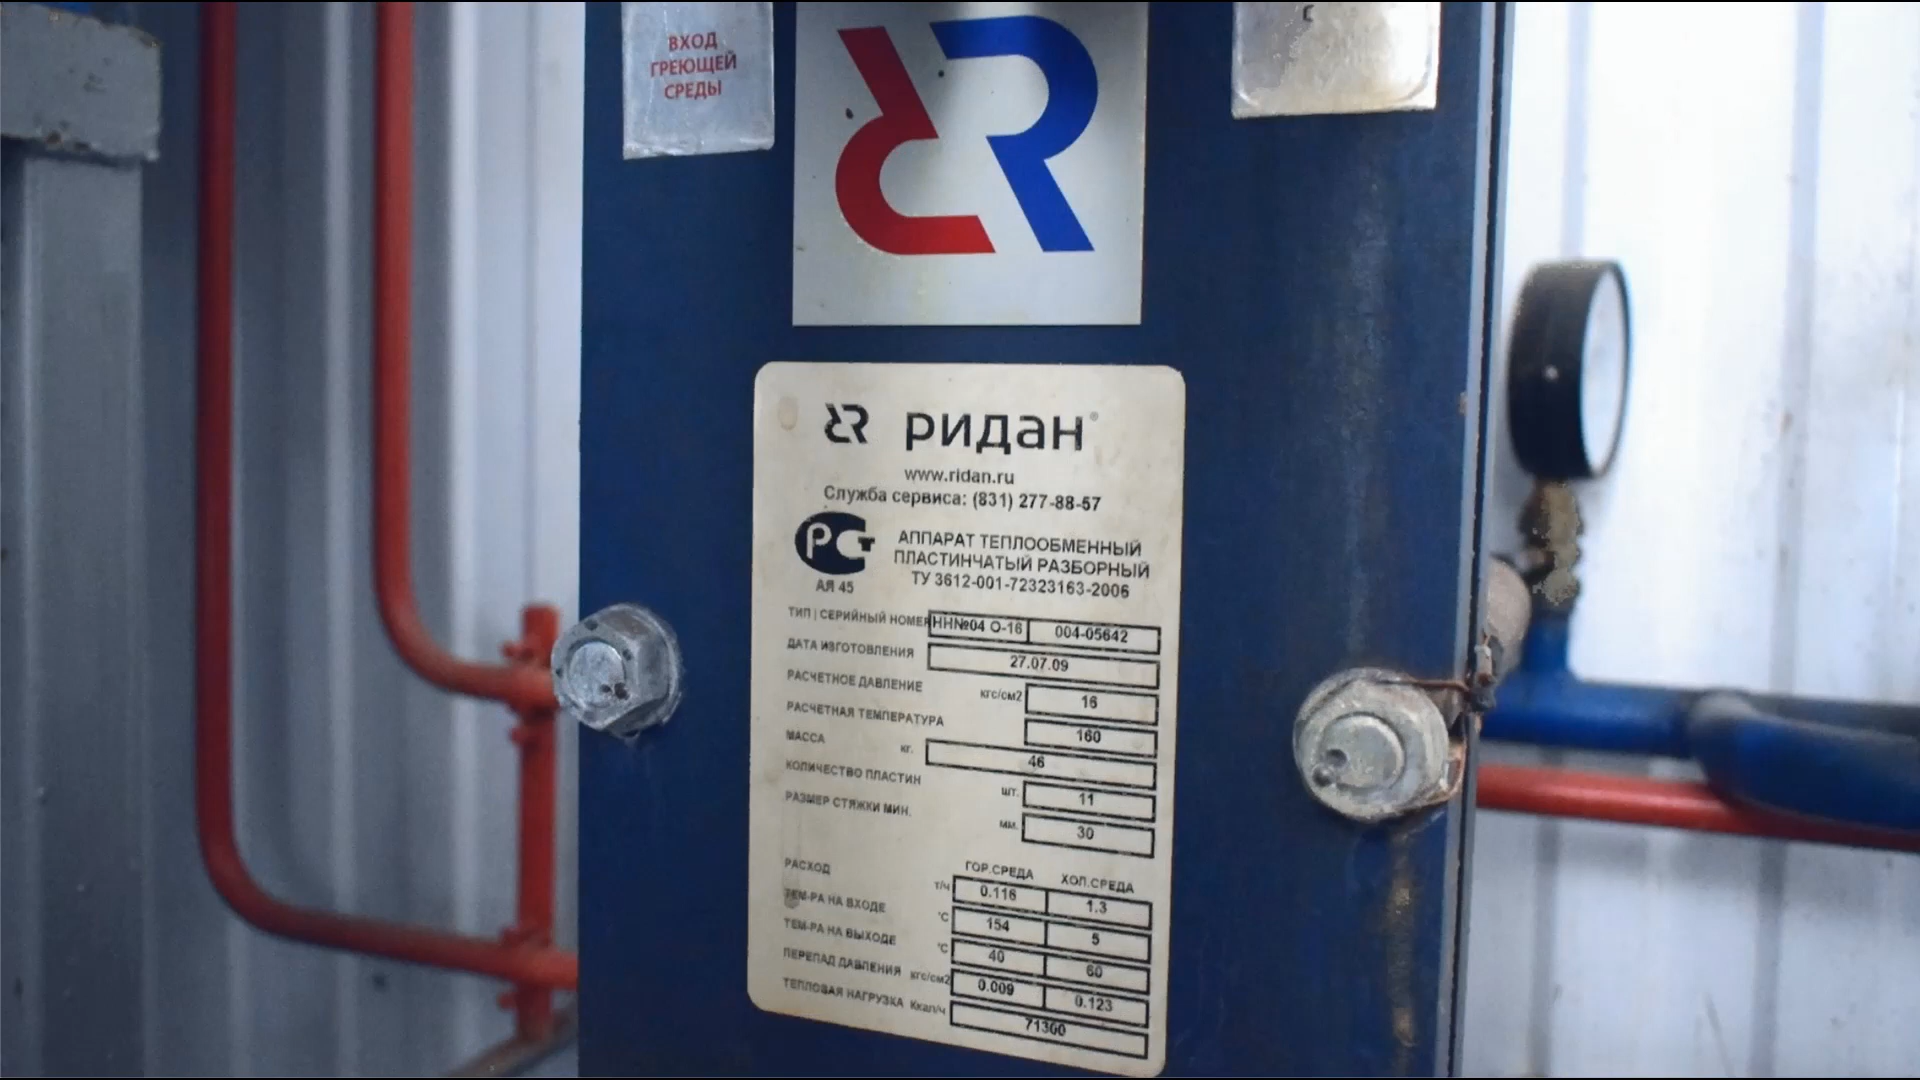 ВХОД
ГРЕЮЩЕЙ
СРЕДЫ
С
ридан®
www.ridan.ru
Служба сервиса: (831) 277-88-57
РСТ
АЯ 45
АППАРАТ ТЕПЛООБМЕННЫЙ
ПЛАСТИНЧАТЫЙ РАЗБОРНЫЙ
ТУ 3612-001-72323163-2006
ТИП | СЕРИЙНЫЙ НОМЕР НН№04 О-16 004-05642
ДАТА ИЗГОТОВЛЕНИЯ 27.07.09
РАСЧЕТНОЕ ДАВЛЕНИЕ кгс/см2 16
РАСЧЕТНАЯ ТЕМПЕРАТУРА 160
МАССА кг. 46
КОЛИЧЕСТВО ПЛАСТИН шт. 11
РАЗМЕР СТЯЖКИ МИН. мм. 30
ГОР.СРЕДА ХОЛ.СРЕДА
РАСХОД т/ч 0.116 1.3
ТЕМ-РА НА ВХОДЕ °С 154 5
ТЕМ-РА НА ВЫХОДЕ °С 40 60
ПЕРЕПАД ДАВЛЕНИЯ кгс/см2 0.009 0.123
ТЕПЛОВАЯ НАГРУЗКА Ккал/ч 71300